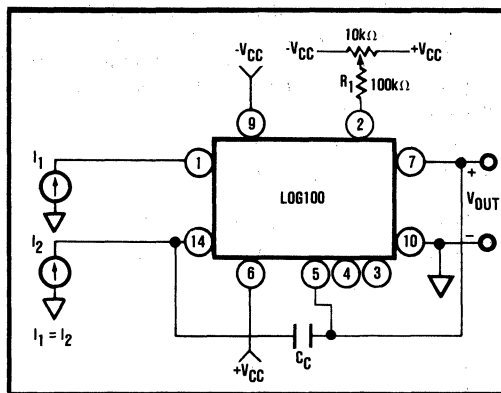 10kΩ
-VCC
-VCC
+VCC
R1
100kΩ
9
2
I1
1
7
+
LOG100
VOUT
I2
14
10
-
6
5
4
3
I1 = I2
CC
+VCC